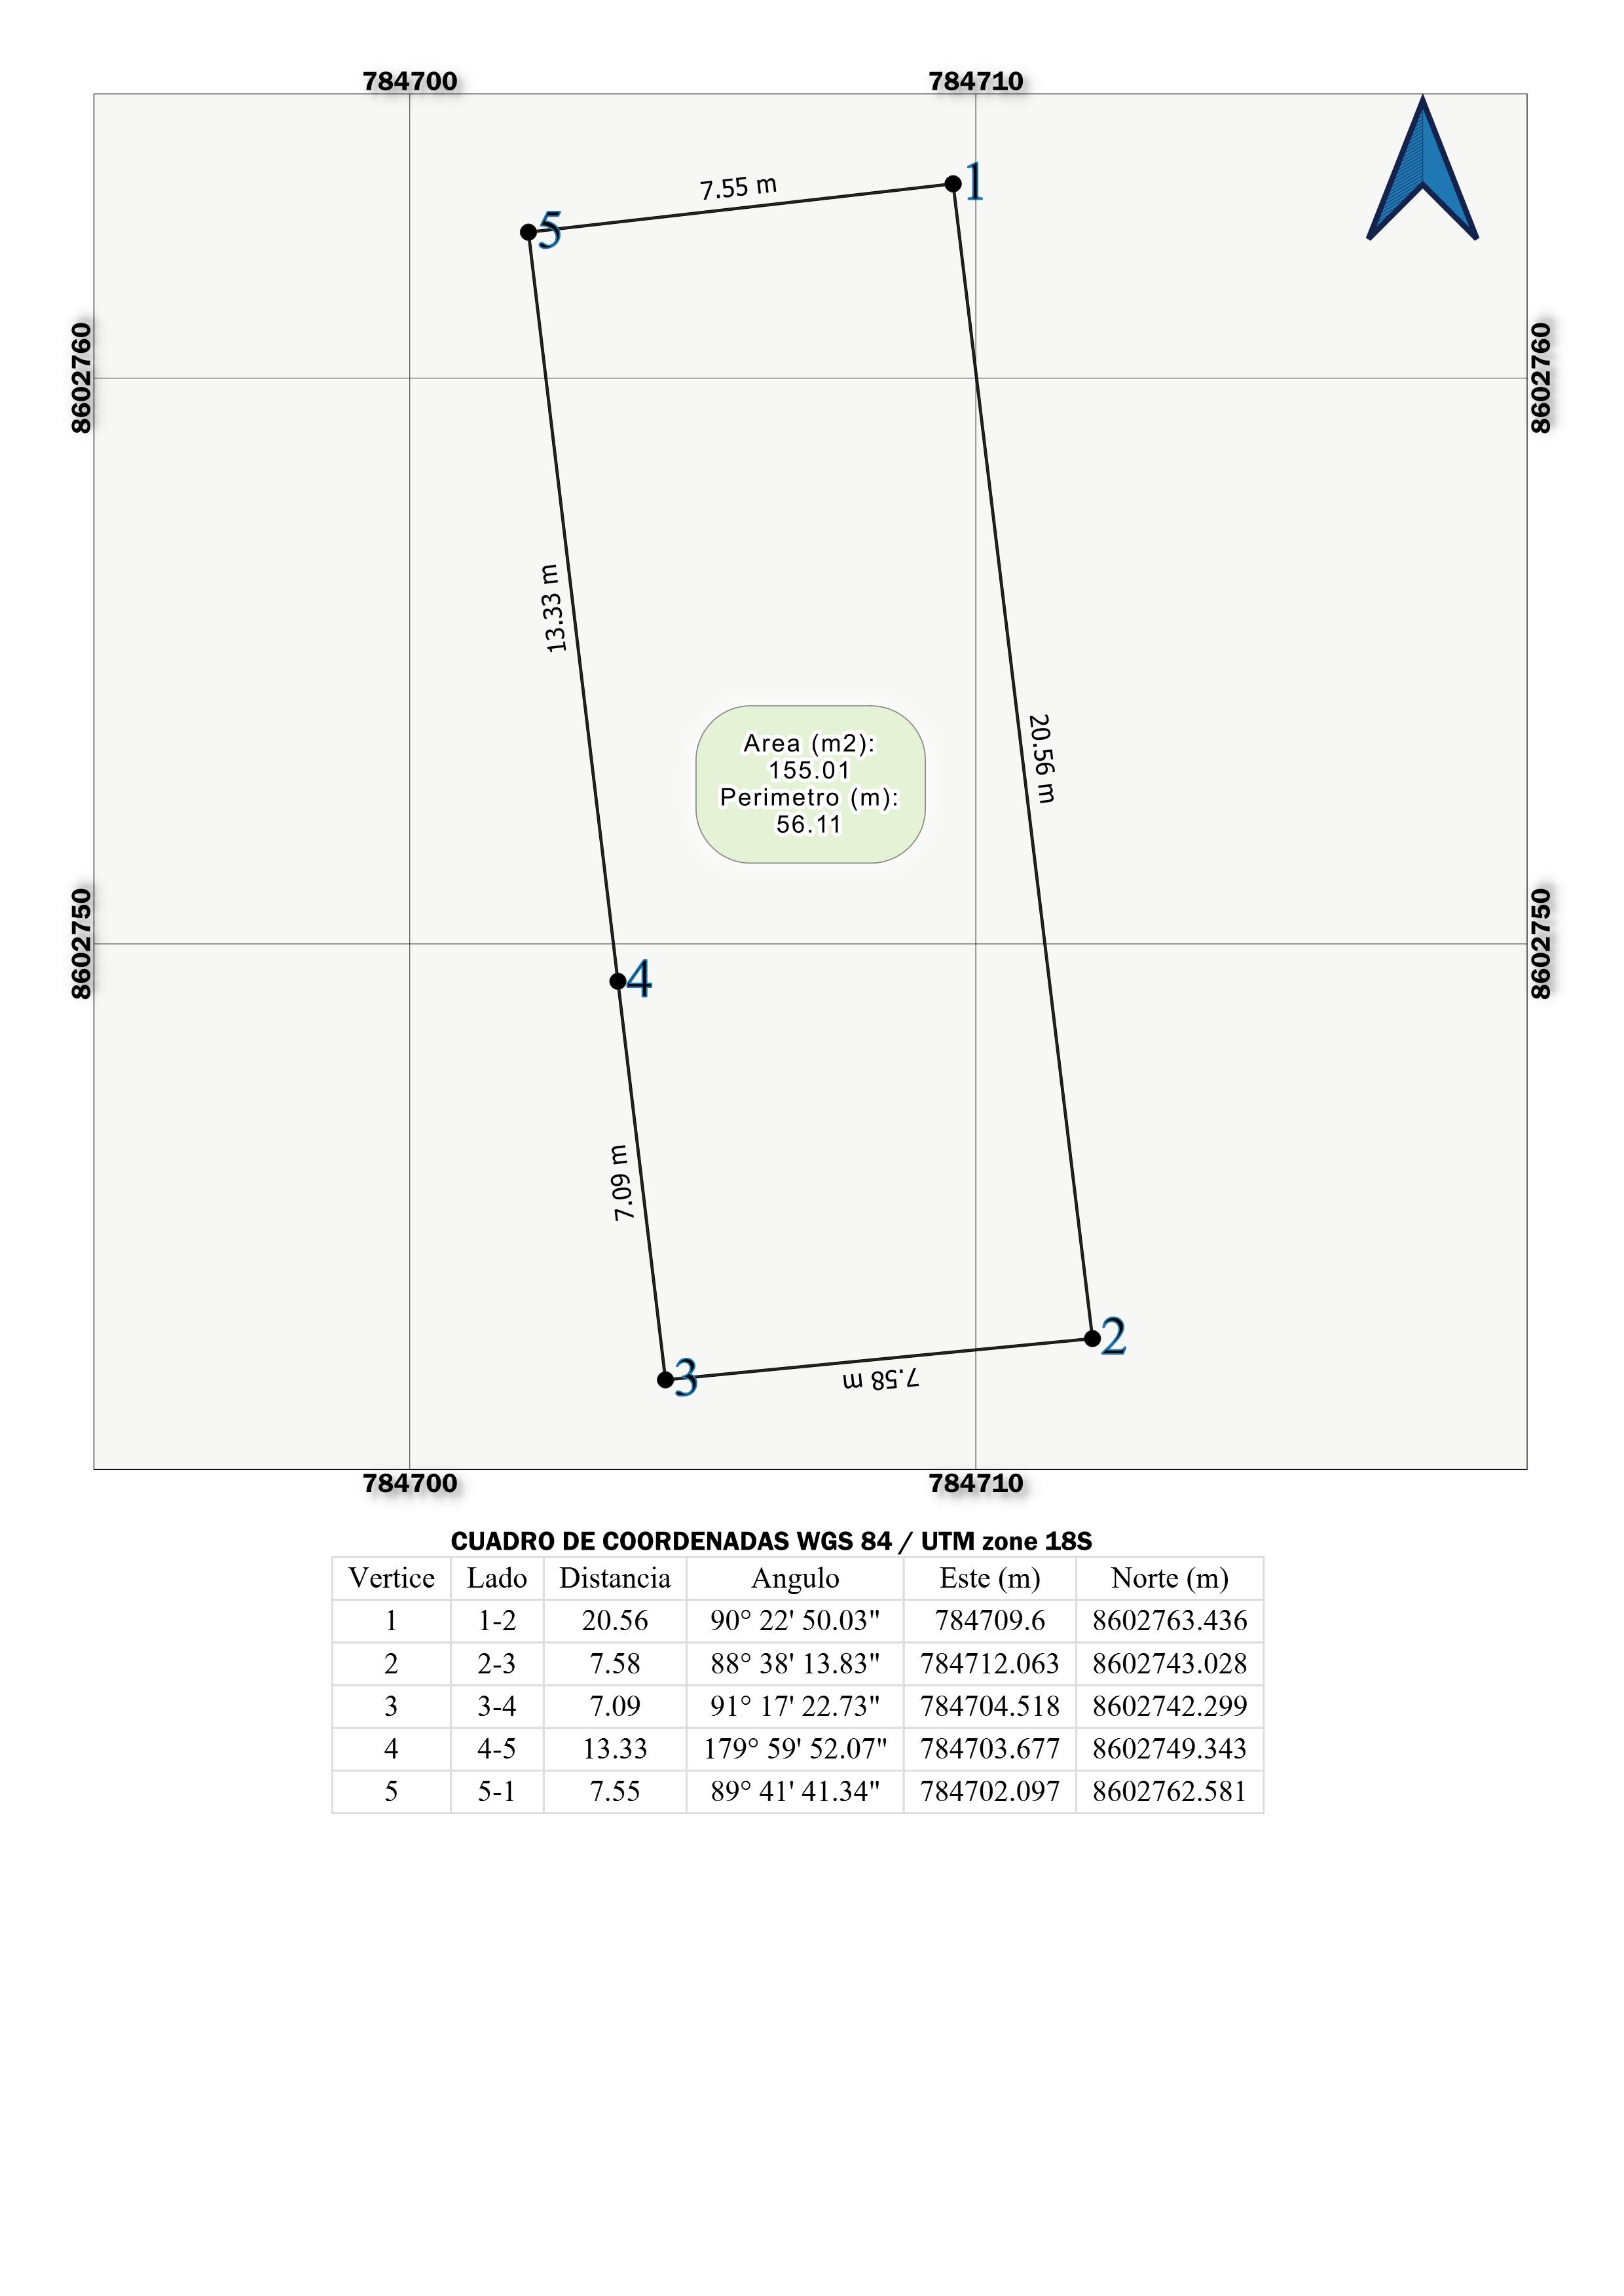 784700 784710
1
7.55 m
5
8602760 8602760
13.33 m
20.56 m
Area (m2):
155.01
Perimetro (m):
56.11
8602750 8602750
4
7.09 m
2
3
7.58 m
784700 784710
CUADRO DE COORDENADAS WGS 84 / UTM zone 18S
Vertice Lado Distancia Angulo Este (m) Norte (m)
1 1-2 20.56 90° 22' 50.03" 784709.6 8602763.436
2 2-3 7.58 88° 38' 13.83" 784712.063 8602743.028
3 3-4 7.09 91° 17' 22.73" 784704.518 8602742.299
4 4-5 13.33 179° 59' 52.07" 784703.677 8602749.343
5 5-1 7.55 89° 41' 41.34" 784702.097 8602762.581